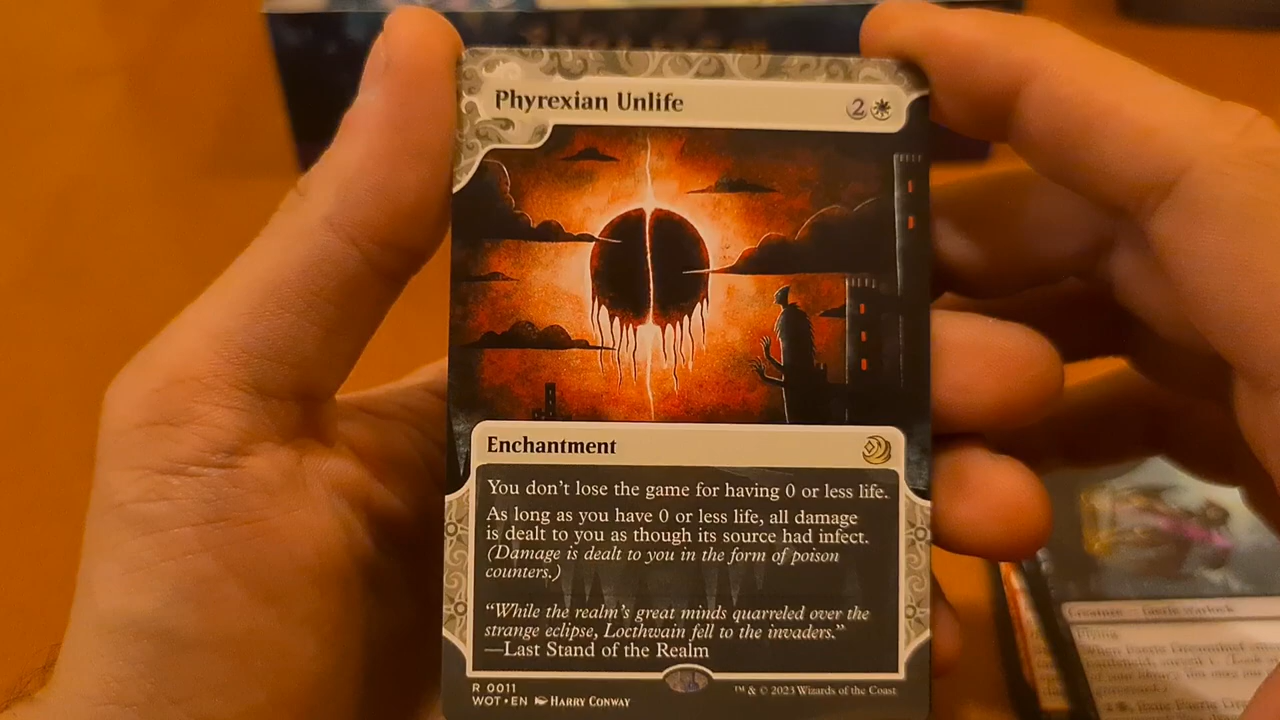 Phyrexian Unlife
2
Enchantment
You don't lose the game for having 0 or less life.
As long as you have 0 or less life, all damage
is dealt to you as though its source had infect.
(Damage is dealt to you in the form of poison
counters.)
“While the realm's great minds quarreled over the
strange eclipse, Locthwain fell to the invaders.”
—Last Stand of the Realm
R 0011
WOT • EN HARRY CONWAY
™ & © 2023 Wizards of the Coast
Creature — Faerie Warlock
Flying